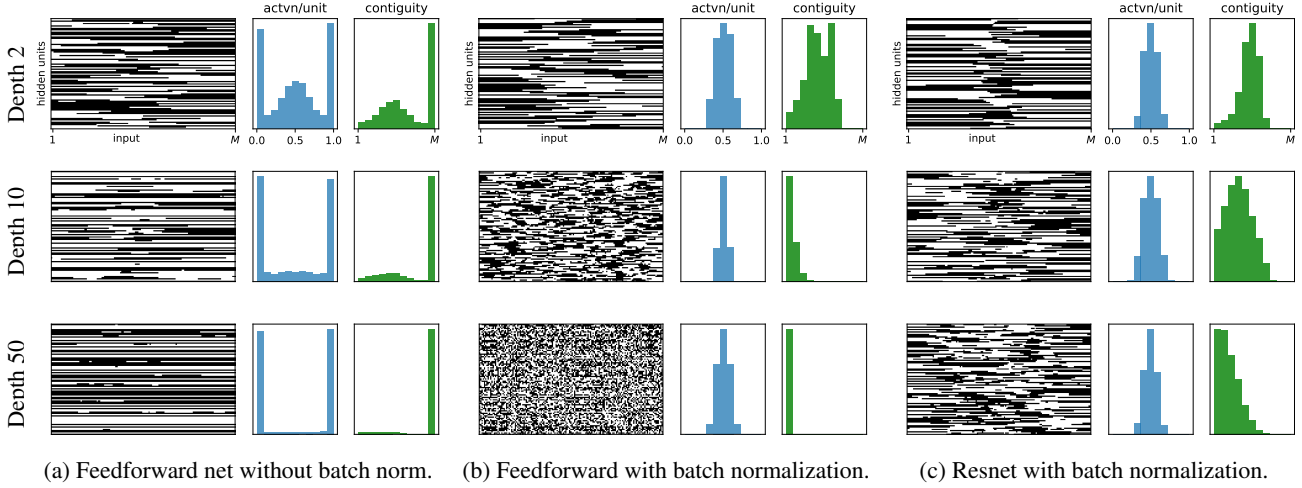 actvn/unit contiguity actvn/unit contiguity actvn/unit contiguity
Depth 2
hidden units hidden units hidden units
1 input M 0.0 0.5 1.0 1 M 1 input M 0.0 0.5 1.0 1 M 1 input M 0.0 0.5 1.0 1 M
Depth 10
Depth 50
(a) Feedforward net without batch norm. (b) Feedforward with batch normalization. (c) Resnet with batch normalization.